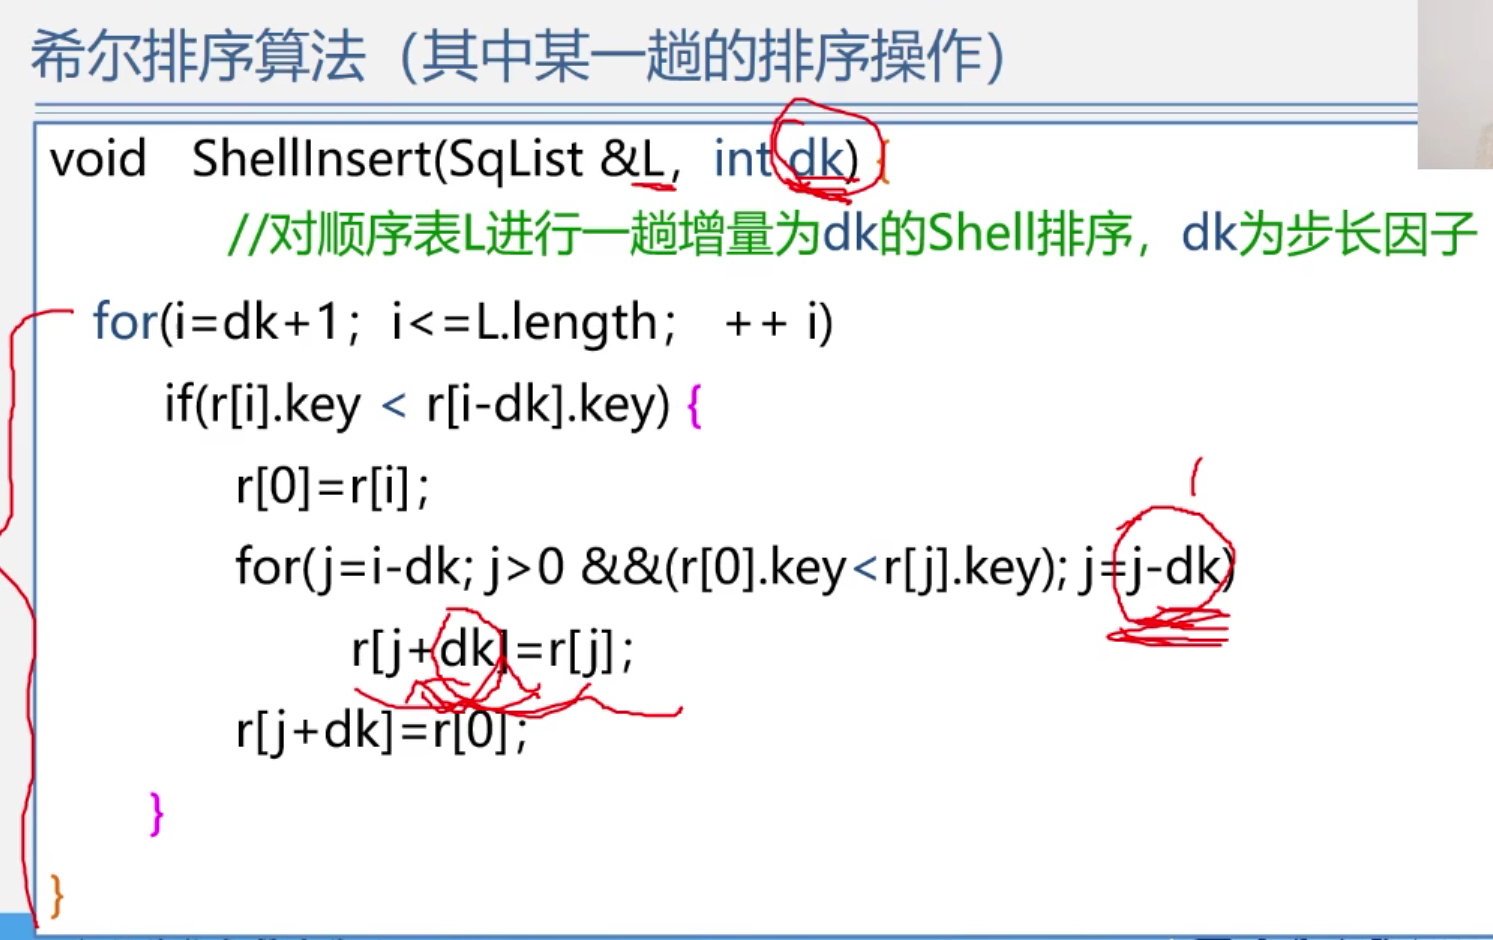 希尔排序算法（其中某一趟的排序操作）
void ShellInsert(SqList &L, int dk) {
//对顺序表L进行一趟增量为dk的Shell排序，dk为步长因子
for(i=dk+1; i<=L.length; ++ i)
if(r[i].key < r[i-dk].key) {
r[0]=r[i];
for(j=i-dk; j>0 &&(r[0].key<r[j].key); j=j-dk)
r[j+dk]=r[j];
r[j+dk]=r[0];
}
}